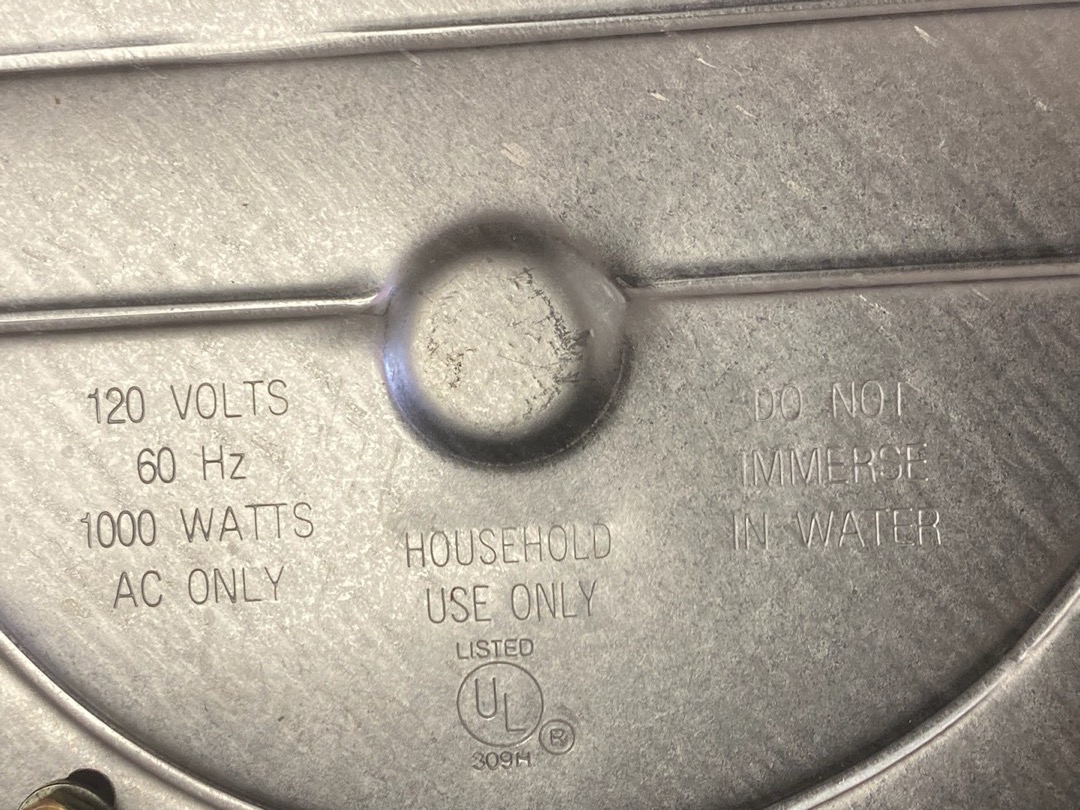 120 VOLTS
60 Hz
1000 WATTS
AC ONLY
HOUSEHOLD
USE ONLY
LISTED
UL
®
309H
DO NOT
IMMERSE
IN WATER